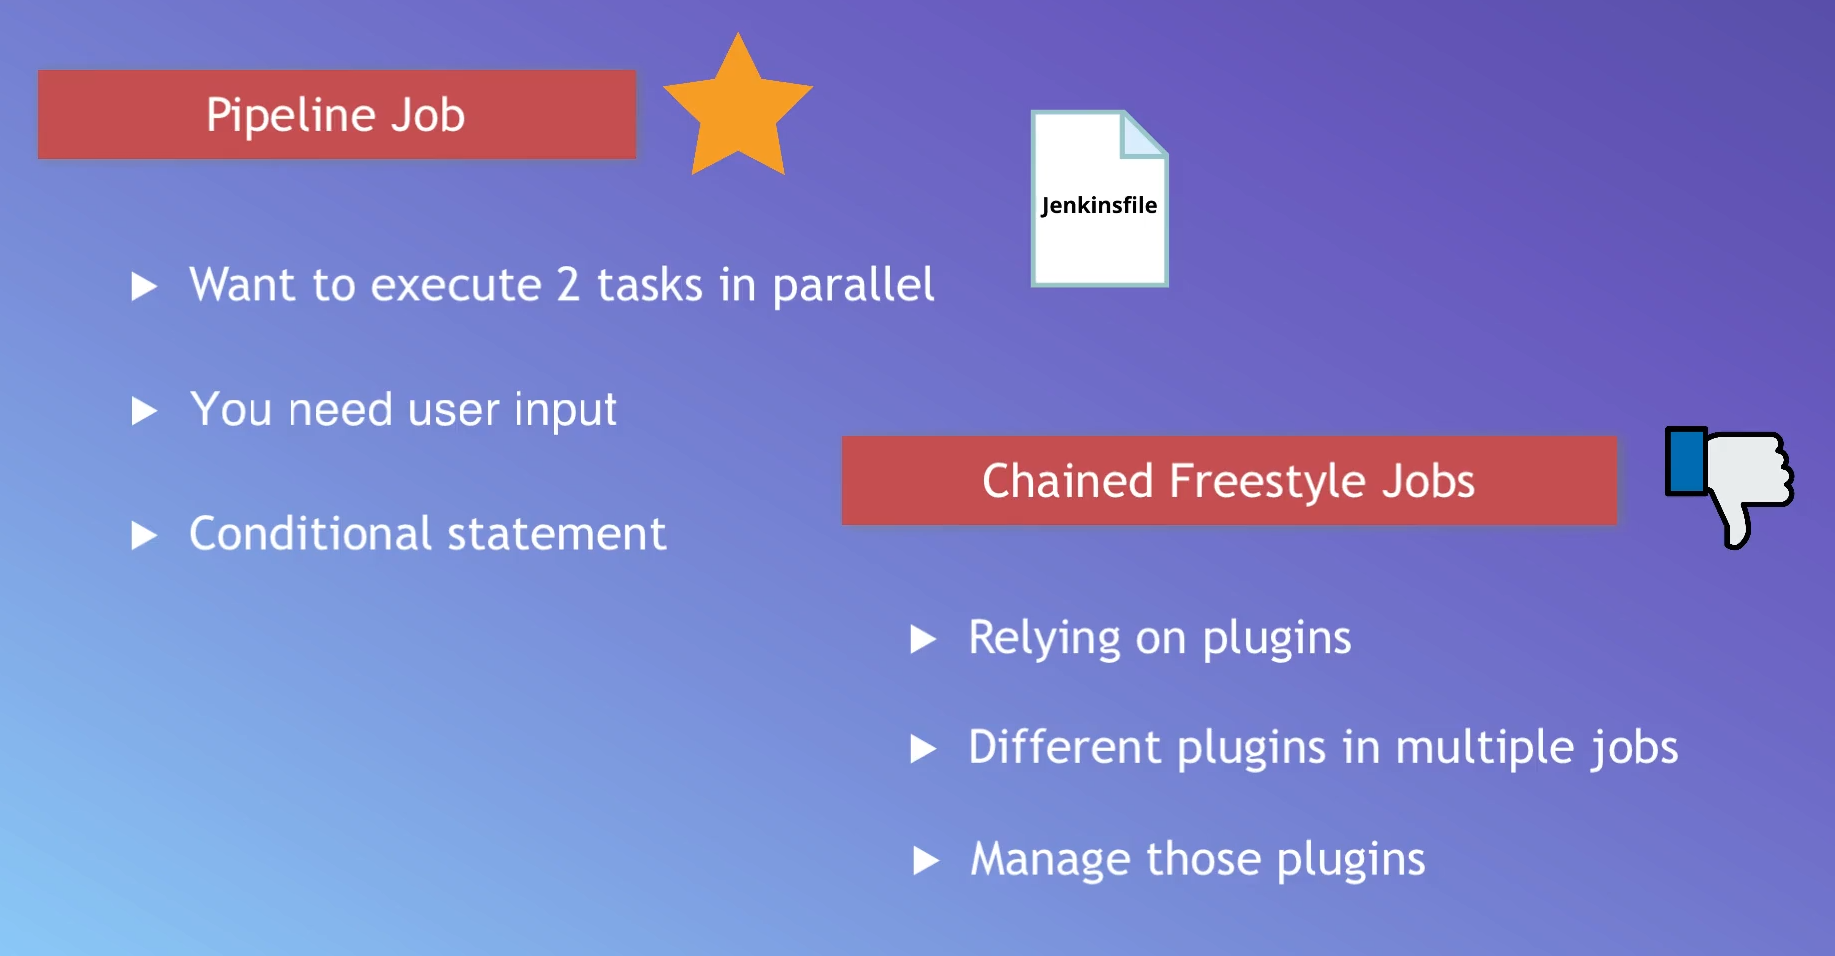 Pipeline Job
Jenkinsfile
Want to execute 2 tasks in parallel
You need user input
Conditional statement
Chained Freestyle Jobs
Relying on plugins
Different plugins in multiple jobs
Manage those plugins